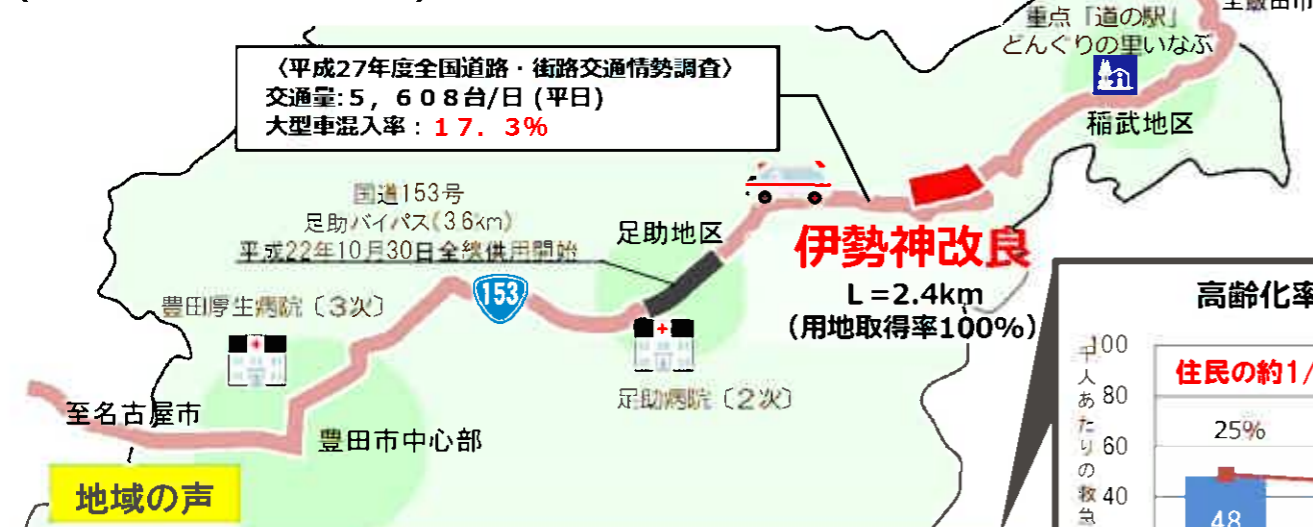 重点「道の駅」
どんぐりの里いなぶ
稲武地区
〈平成27年度全国道路・街路交通情勢調査〉
交通量:5,608台/日 (平日)
大型車混入率：17.3%
国道153号
足助バイパス(3.6km)
平成22年10月30日全線供用開始
足助地区
伊勢神改良
L=2.4km
（用地取得率100%）
153
豊田厚生病院〔3次〕
足助病院〔2次〕
至名古屋市
豊田市中心部
地域の声
高齢化率
100
住民の約1/
80
25%
60
40
48
人あたりの救急